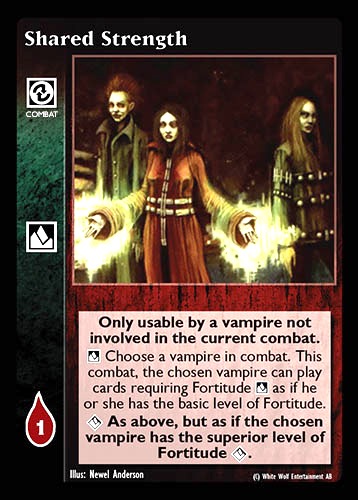 Shared Strength
COMBAT
Only usable by a vampire not
involved in the current combat.
Choose a vampire in combat. This
combat, the chosen vampire can play
cards requiring Fortitude as if he
or she has the basic level of Fortitude.
As above, but as if the chosen
vampire has the superior level of
Fortitude .
1
Illus: Newel Anderson
(C) White Wolf Entertainment AB